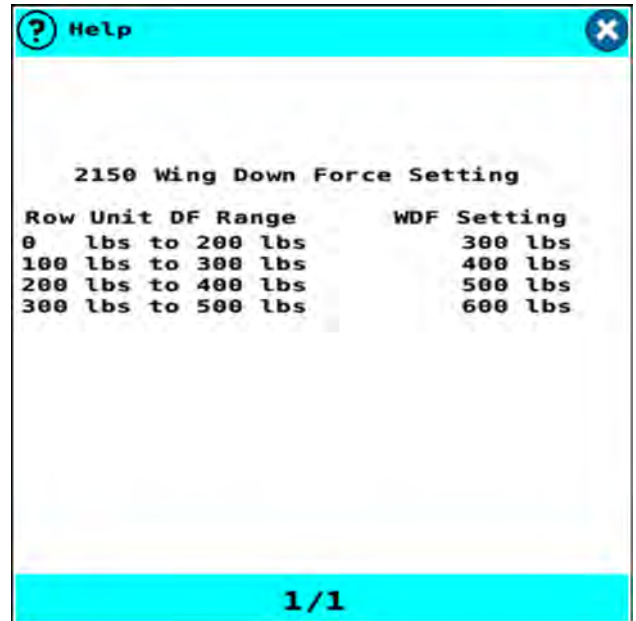 ? Help
2150 Wing Down Force Setting
Row Unit DF Range WDF Setting
0 lbs to 200 lbs 300 lbs
100 lbs to 300 lbs 400 lbs
200 lbs to 400 lbs 500 lbs
300 lbs to 500 lbs 600 lbs
1/1